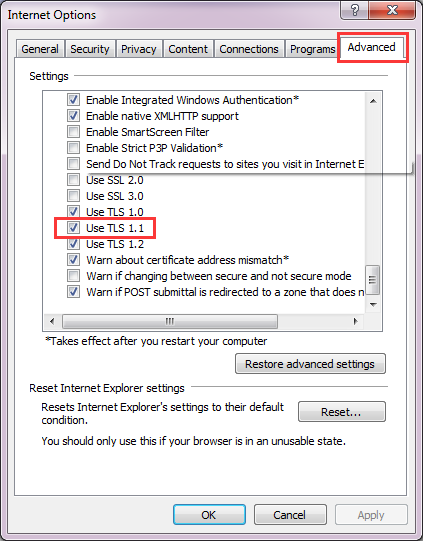 Internet Options
?
General Security Privacy Content Connections Programs Advanced
Settings
Enable Integrated Windows Authentication*
Enable native XMLHTTP support
Enable SmartScreen Filter
Enable Strict P3P Validation*
Send Do Not Track requests to sites you visit in Internet E
Use SSL 2.0
Use SSL 3.0
Use TLS 1.0
Use TLS 1.1
Use TLS 1.2
Warn about certificate address mismatch*
Warn if changing between secure and not secure mode
Warn if POST submittal is redirected to a zone that does n
*Takes effect after you restart your computer
Restore advanced settings
Reset Internet Explorer settings
Resets Internet Explorer's settings to their default
condition.
Reset...
You should only use this if your browser is in an unusable state.
OK Cancel Apply